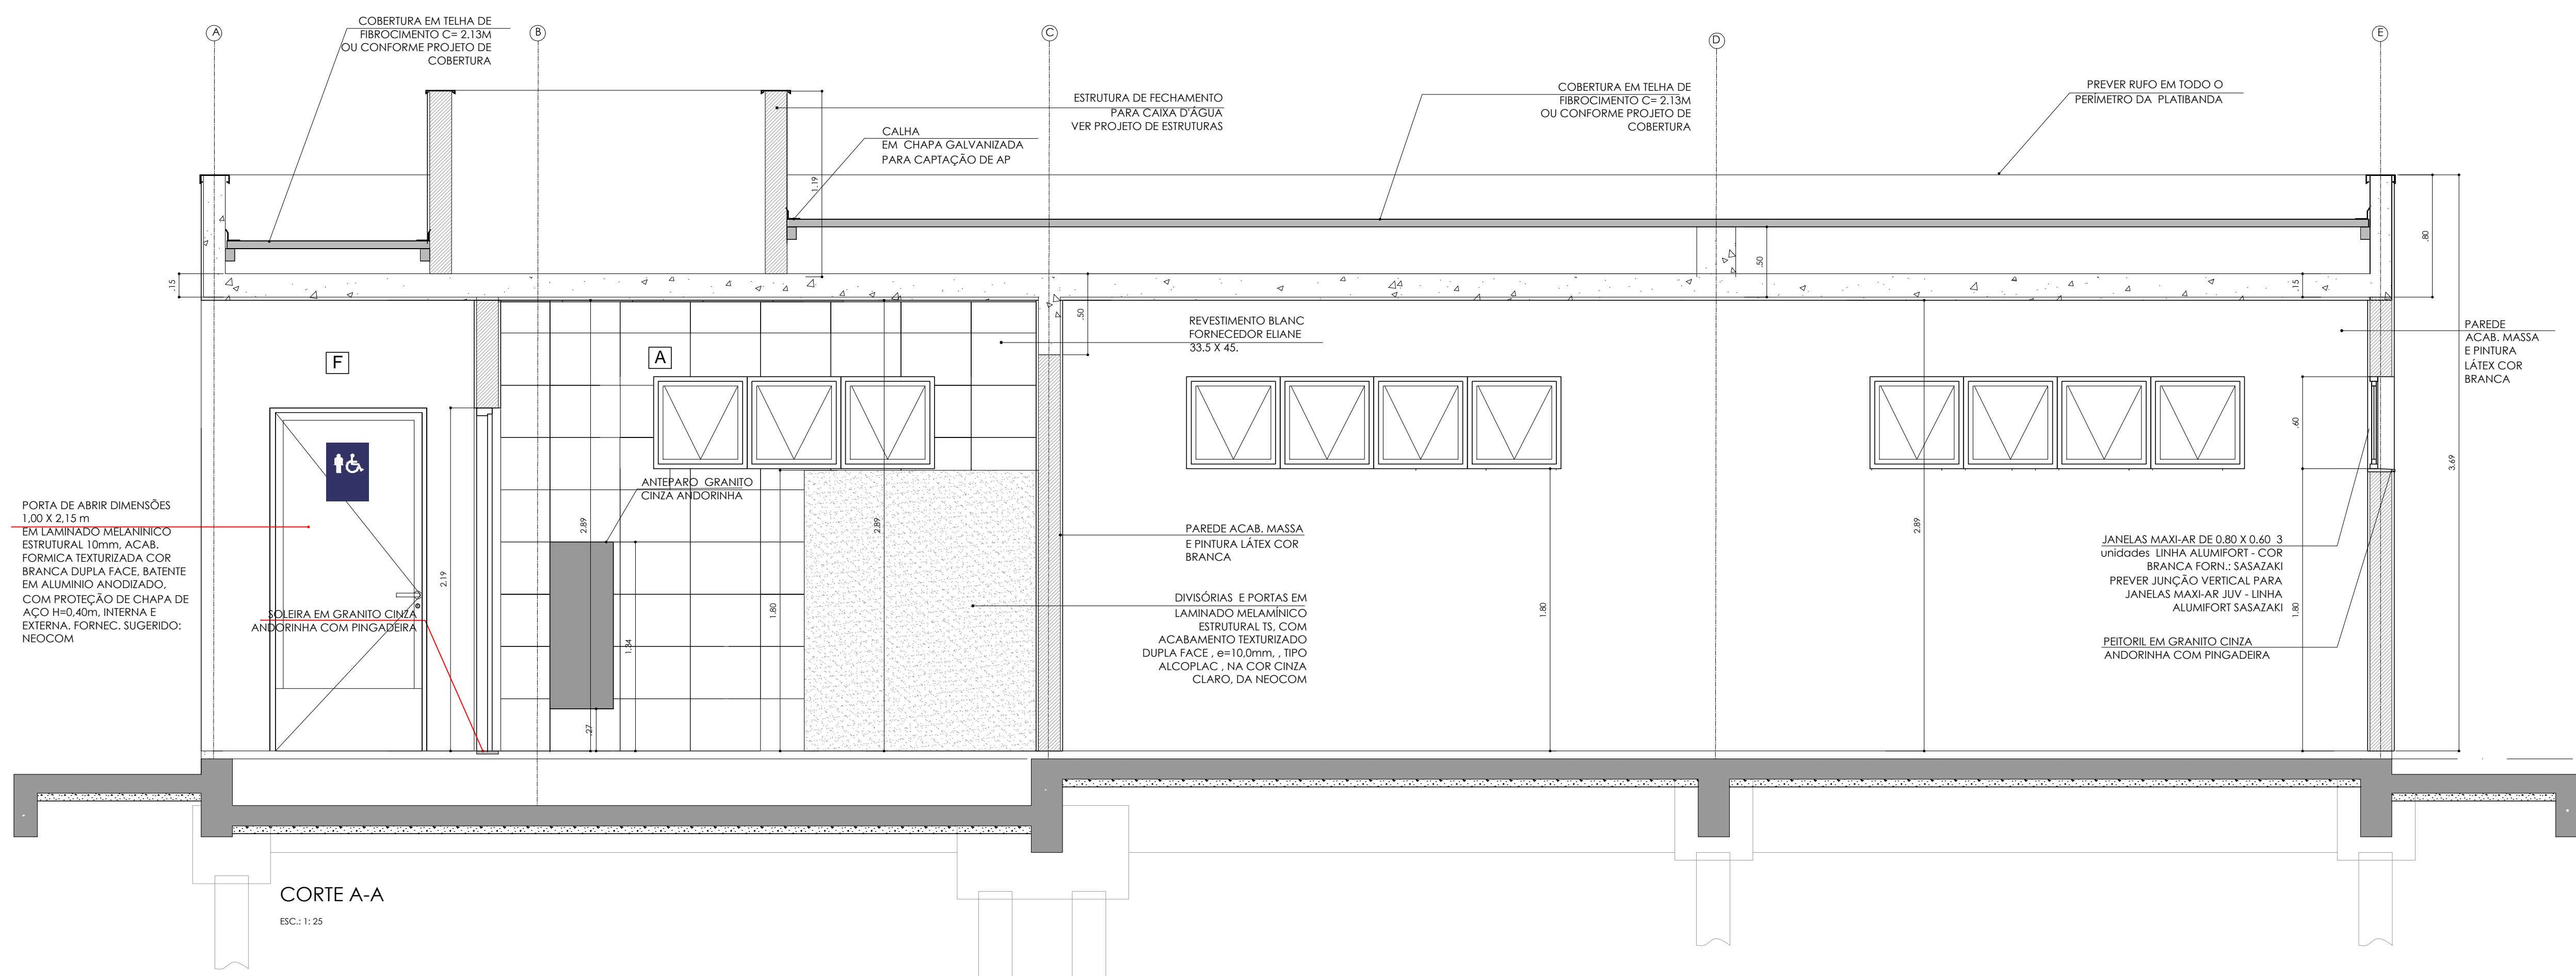 A
B
C
D
E
COBERTURA EM TELHA DE
FIBROCIMENTO C= 2.13M
OU CONFORME PROJETO DE
COBERTURA
ESTRUTURA DE FECHAMENTO
PARA CAIXA D'ÁGUA
VER PROJETO DE ESTRUTURAS
CALHA
EM CHAPA GALVANIZADA
PARA CAPTAÇÃO DE AP
COBERTURA EM TELHA DE
FIBROCIMENTO C= 2.13M
OU CONFORME PROJETO DE
COBERTURA
PREVER RUFO EM TODO O
PERÍMETRO DA PLATIBANDA
1.19
.15
.50
.50
.15
.80
REVESTIMENTO BLANC
FORNECEDOR ELIANE
33.5 X 45.
PAREDE
ACAB. MASSA
E PINTURA
LÁTEX COR
BRANCA
F
A
PORTA DE ABRIR DIMENSÕES
1,00 X 2,15 m
EM LAMINADO MELANÍNICO
ESTRUTURAL 10mm, ACAB.
FORMICA TEXTURIZADA COR
BRANCA DUPLA FACE, BATENTE
EM ALUMINIO ANODIZADO,
COM PROTEÇÃO DE CHAPA DE
AÇO H=0,40m, INTERNA E
EXTERNA. FORNEC. SUGERIDO:
NEOCOM
SOLEIRA EM GRANITO CINZA
ANDORINHA COM PINGADEIRA
ANTEPARO GRANITO
CINZA ANDORINHA
2.19
2.89
1.34
.27
1.80
2.89
PAREDE ACAB. MASSA
E PINTURA LÁTEX COR
BRANCA
DIVISÓRIAS E PORTAS EM
LAMINADO MELAMÍNICO
ESTRUTURAL TS, COM
ACABAMENTO TEXTURIZADO
DUPLA FACE , e=10,0mm, , TIPO
ALCOPLAC , NA COR CINZA
CLARO, DA NEOCOM
1.80
2.89
.60
1.80
3.69
JANELAS MAXI-AR DE 0.80 X 0.60 3
unidades LINHA ALUMIFORT - COR
BRANCA FORN.: SASAZAKI
PREVER JUNÇÃO VERTICAL PARA
JANELAS MAXI-AR JUV - LINHA
ALUMIFORT SASAZAKI
PEITORIL EM GRANITO CINZA
ANDORINHA COM PINGADEIRA
CORTE A-A
ESC.: 1: 25